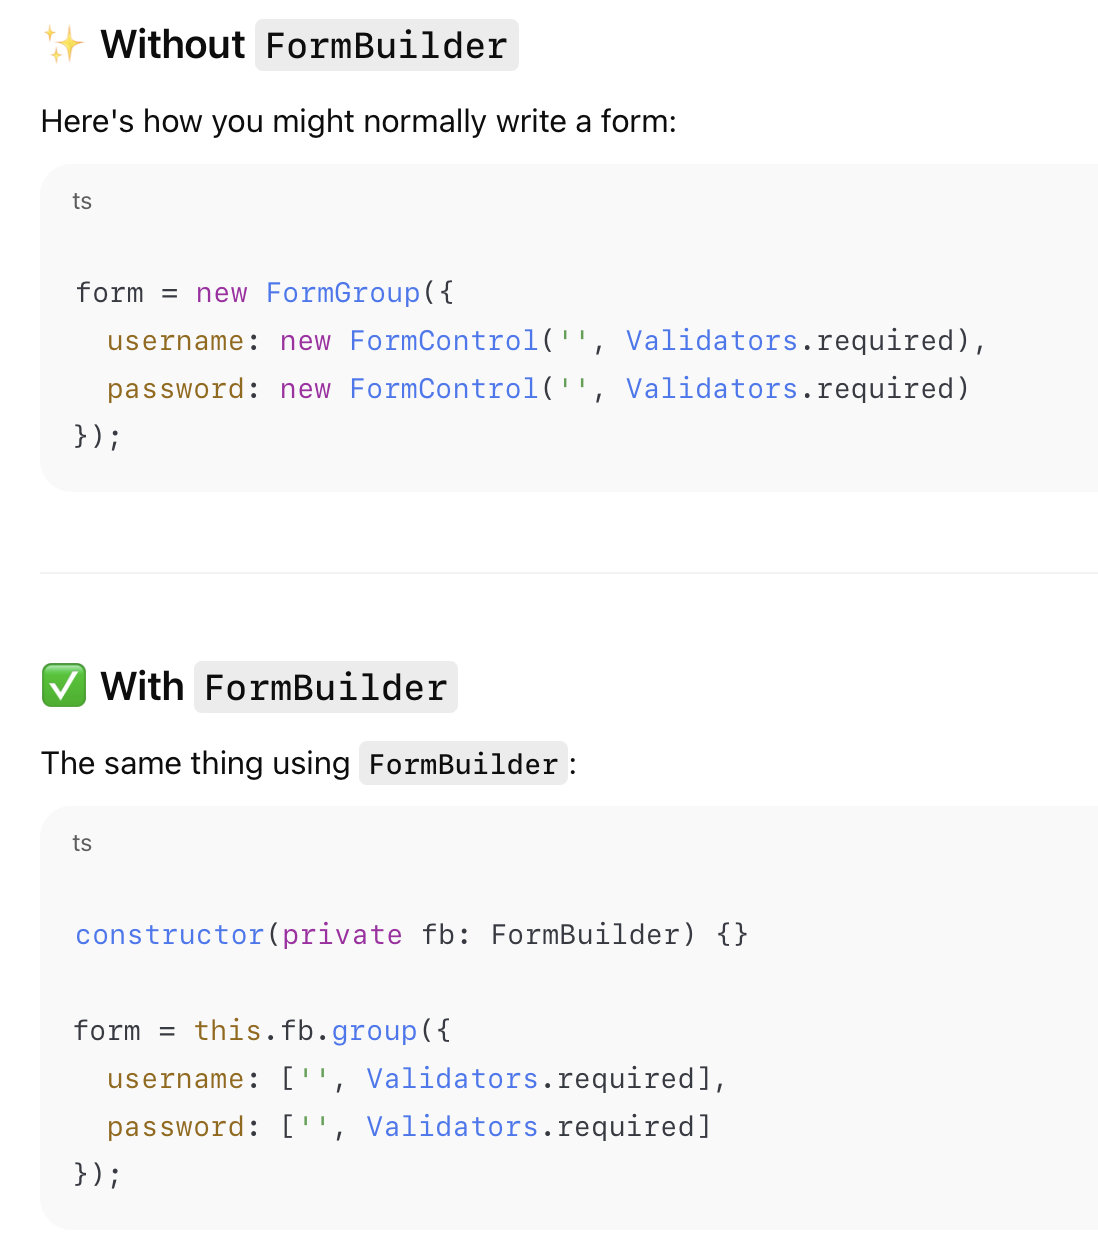 ✨ Without FormBuilder
Here's how you might normally write a form:
ts
form = new FormGroup({
  username: new FormControl('', Validators.required),
  password: new FormControl('', Validators.required)
});
✅ With FormBuilder
The same thing using FormBuilder:
ts
constructor(private fb: FormBuilder) {}
form = this.fb.group({
  username: ['', Validators.required],
  password: ['', Validators.required]
});